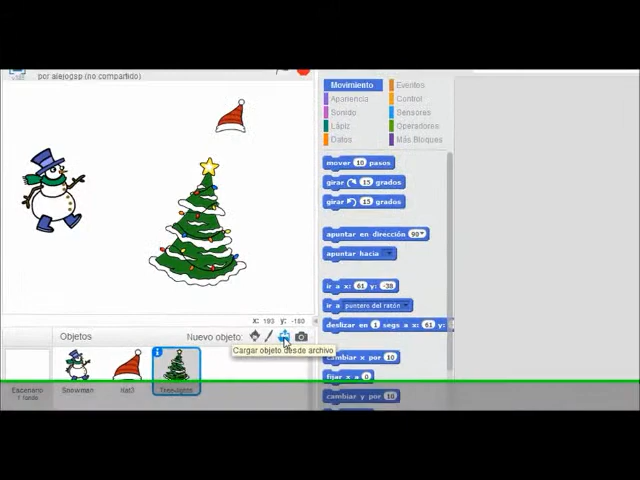 por alejogsp (no compartido)
Movimiento
Eventos
Apariencia
Control
Sonido
Sensores
Lápiz
Operadores
Datos
Más Bloques
mover 10 pasos
girar 15 grados
girar 15 grados
apuntar en dirección 90
apuntar hacia
ir a x: 61 y: -38
ir a puntero del ratón
deslizar en 1 segs a x: 61 y:
cambiar x por 10
fijar x a 0
cambiar y por 10
x: 193 y: -180
Objetos
Nuevo objeto:
Cargar objeto desde archivo
Escenario
1 fondo
Snowman
Hat3
Tree-lights